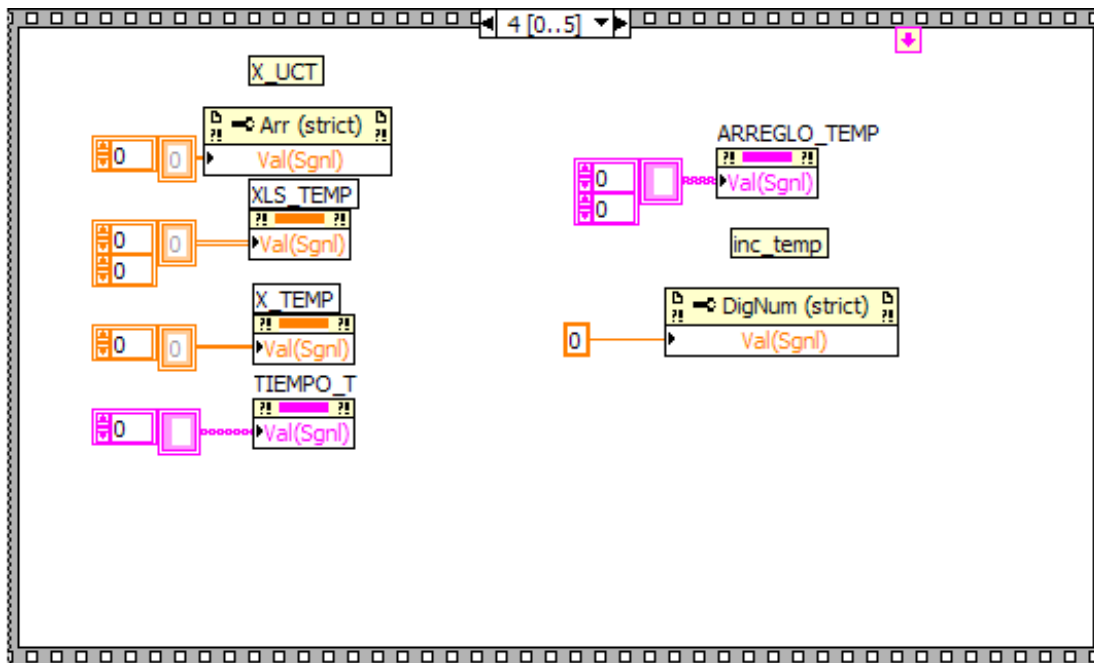 4 [0..5]
X_UCT
?! Arr (strict) ?!
0 0 Val(Sgnl)
XLS_TEMP
?! ?!
0 0 Val(Sgnl)
0
X_TEMP
?! ?!
0 0 Val(Sgnl)
TIEMPO_T
?! ?!
0 Val(Sgnl)
ARREGLO_TEMP
?! ?!
0 Val(Sgnl)
0
inc_temp
?! DigNum (strict) ?!
0 Val(Sgnl)